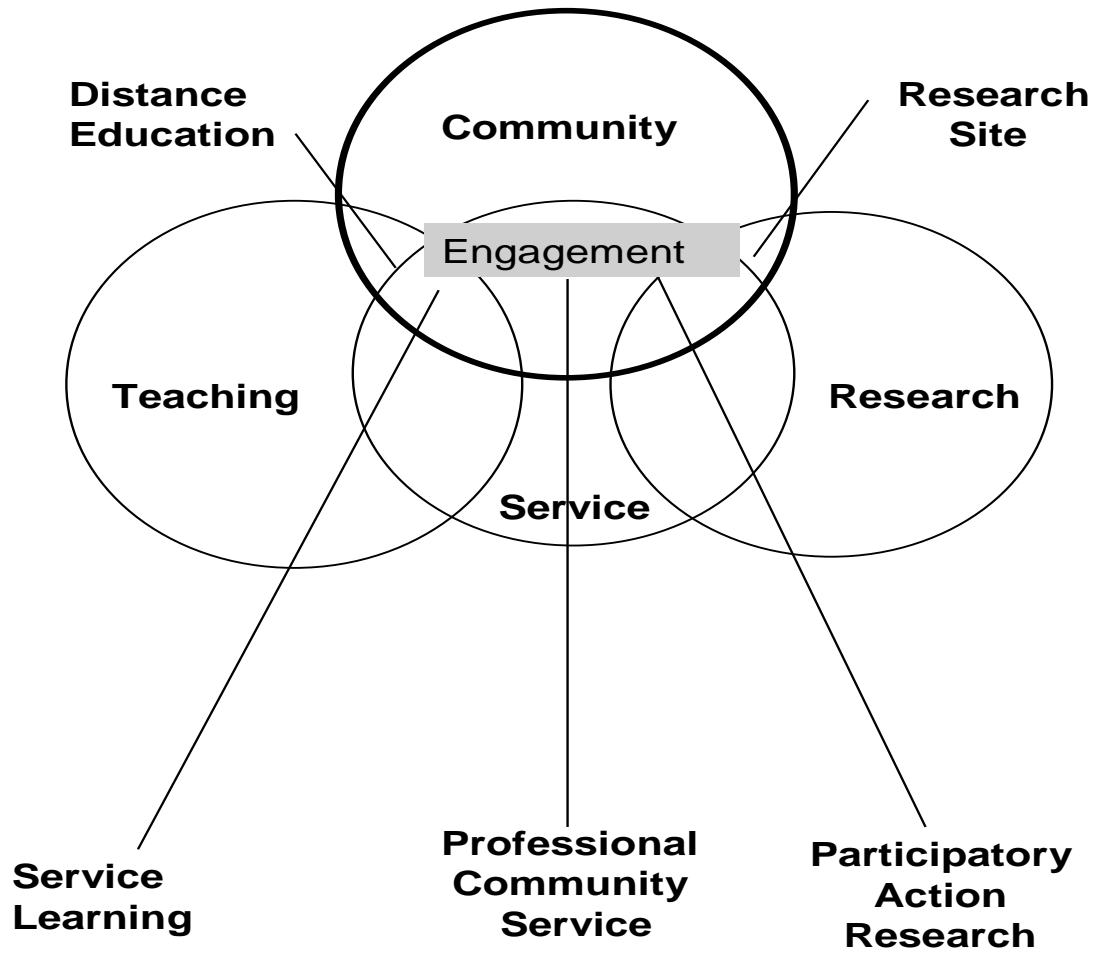 Distance
Education
Community
Research
Site
Engagement
Teaching
Research
Service
Service
Learning
Professional
Community
Service
Participatory
Action
Research